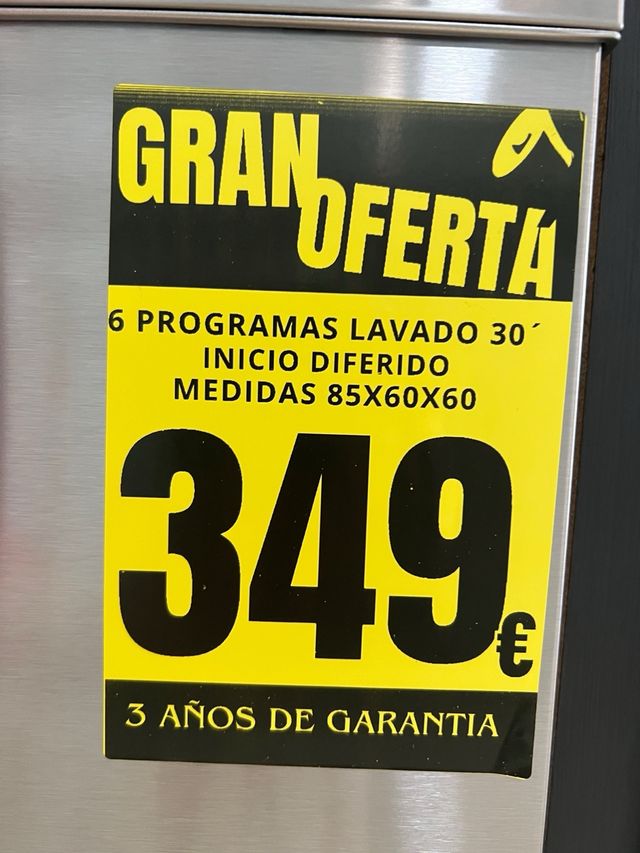 GRAN
OFERTA
6 PROGRAMAS LAVADO 30´
INICIO DIFERIDO
MEDIDAS 85X60X60
349€
3 AÑOS DE GARANTIA